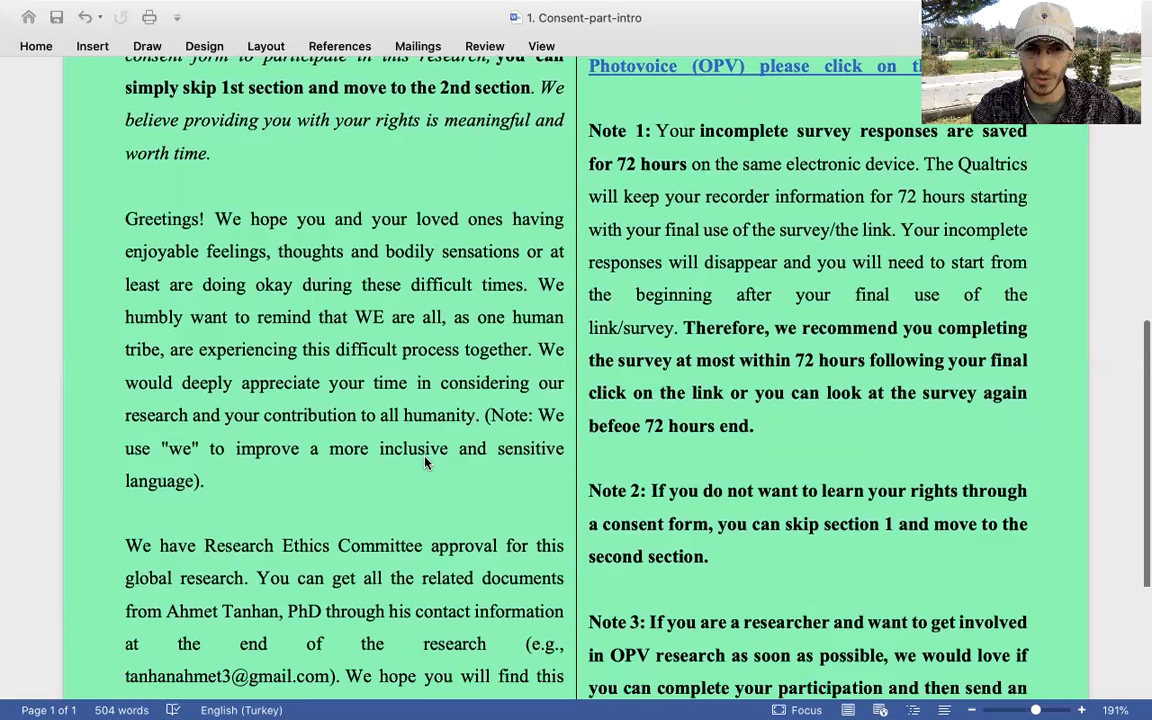 1. Consent-part-intro
Home Insert Draw Design Layout References Mailings Review View
consent form to participate in this research, you can
simply skip 1st section and move to the 2nd section. We
believe providing you with your rights is meaningful and
worth time.
Greetings! We hope you and your loved ones having
enjoyable feelings, thoughts and bodily sensations or at
least are doing okay during these difficult times. We
humbly want to remind that WE are all, as one human
tribe, are experiencing this difficult process together. We
would deeply appreciate your time in considering our
research and your contribution to all humanity. (Note: We
use "we" to improve a more inclusive and sensitive
language).
We have Research Ethics Committee approval for this
global research. You can get all the related documents
from Ahmet Tanhan, PhD through his contact information
at the end of the research (e.g.,
tanhanahmet3@gmail.com). We hope you will find this
Photovoice (OPV) please click on
Note 1: Your incomplete survey responses are saved
for 72 hours on the same electronic device. The Qualtrics
will keep your recorder information for 72 hours starting
with your final use of the survey/the link. Your incomplete
responses will disappear and you will need to start from
the beginning after your final use of the
link/survey. Therefore, we recommend you completing
the survey at most within 72 hours following your final
click on the link or you can look at the survey again
befeoe 72 hours end.
Note 2: If you do not want to learn your rights through
a consent form, you can skip section 1 and move to the
second section.
Note 3: If you are a researcher and want to get involved
in OPV research as soon as possible, we would love if
you can complete your participation and then send an
Page 1 of 1 504 words English (Turkey) Focus 191%